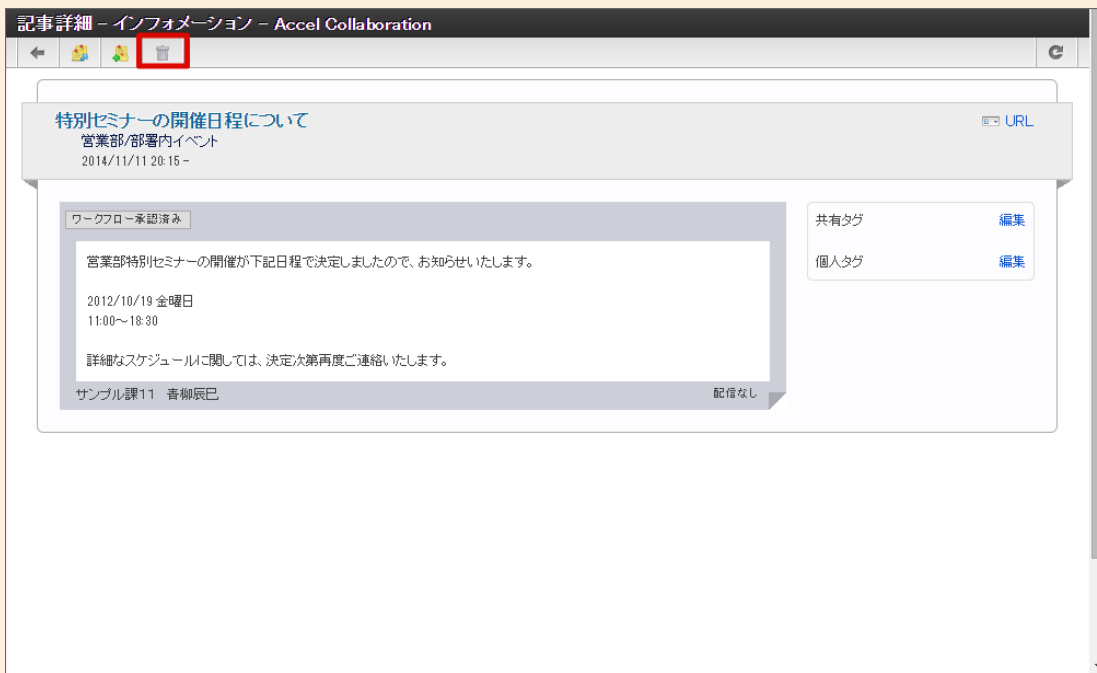 記事詳細 – インフォメーション – Accel Collaboration
特別セミナーの開催日程について
URL
営業部/部署内イベント
2014/11/11 20:15 –
ワークフロー承認済み
共有タグ 編集
個人タグ 編集
営業部特別セミナーの開催が下記日程で決定しましたので、お知らせいたします。
2012/10/19 金曜日
11:00～18:30
詳細なスケジュールに関しては、決定次第再度ご連絡いたします。
サンプル課11 青柳辰巳
配信なし